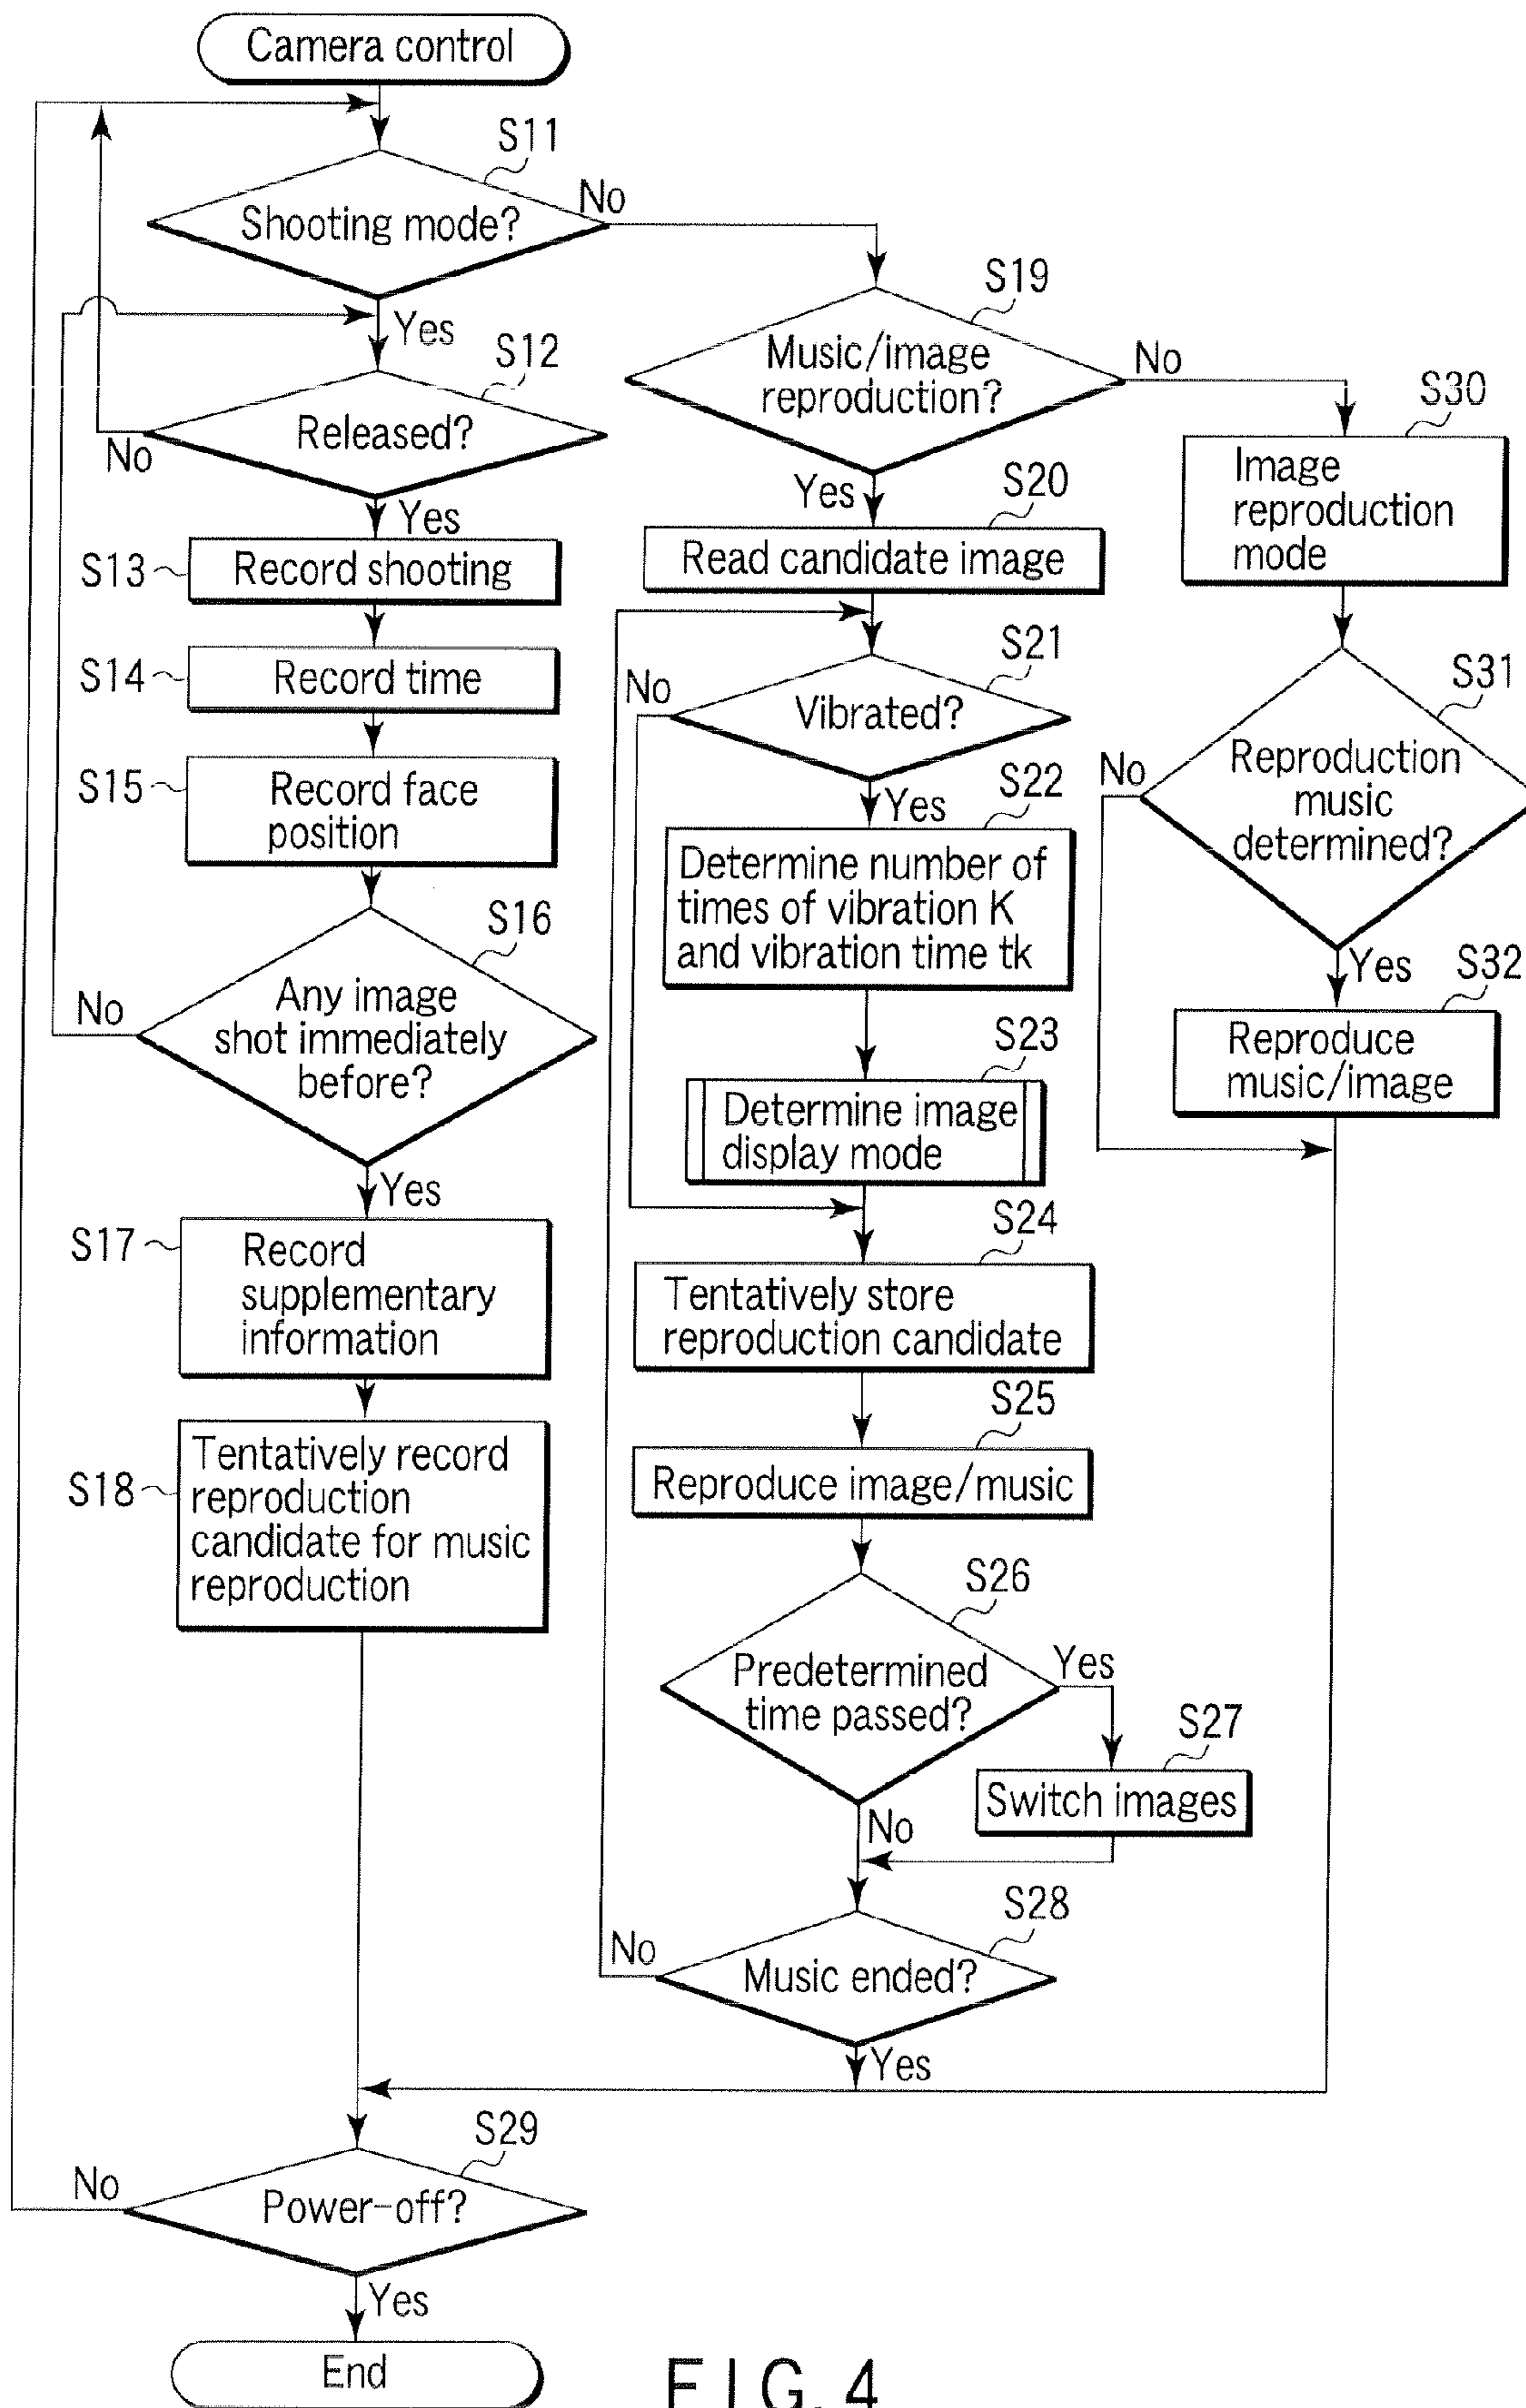 Camera control
S11
Shooting mode?
No
Yes
S12
Released?
No
Yes
S13
Record shooting
S14
Record time
S15
Record face
position
S16
Any image
shot immediately
before?
No
Yes
S17
Record
supplementary
information
S18
Tentatively record
reproduction
candidate for music
reproduction
S19
Music/image
reproduction?
No
Yes
S20
Read candidate image
S21
Vibrated?
No
Yes
S22
Determine number of
times of vibration K
and vibration time tk
S23
Determine image
display mode
S24
Tentatively store
reproduction candidate
S25
Reproduce image/music
S26
Predetermined
time passed?
Yes
S27
Switch images
No
S28
Music ended?
No
Yes
S30
Image
reproduction
mode
S31
Reproduction
music
determined?
No
Yes
S32
Reproduce
music/image
S29
Power-off?
No
Yes
End
FIG. 4